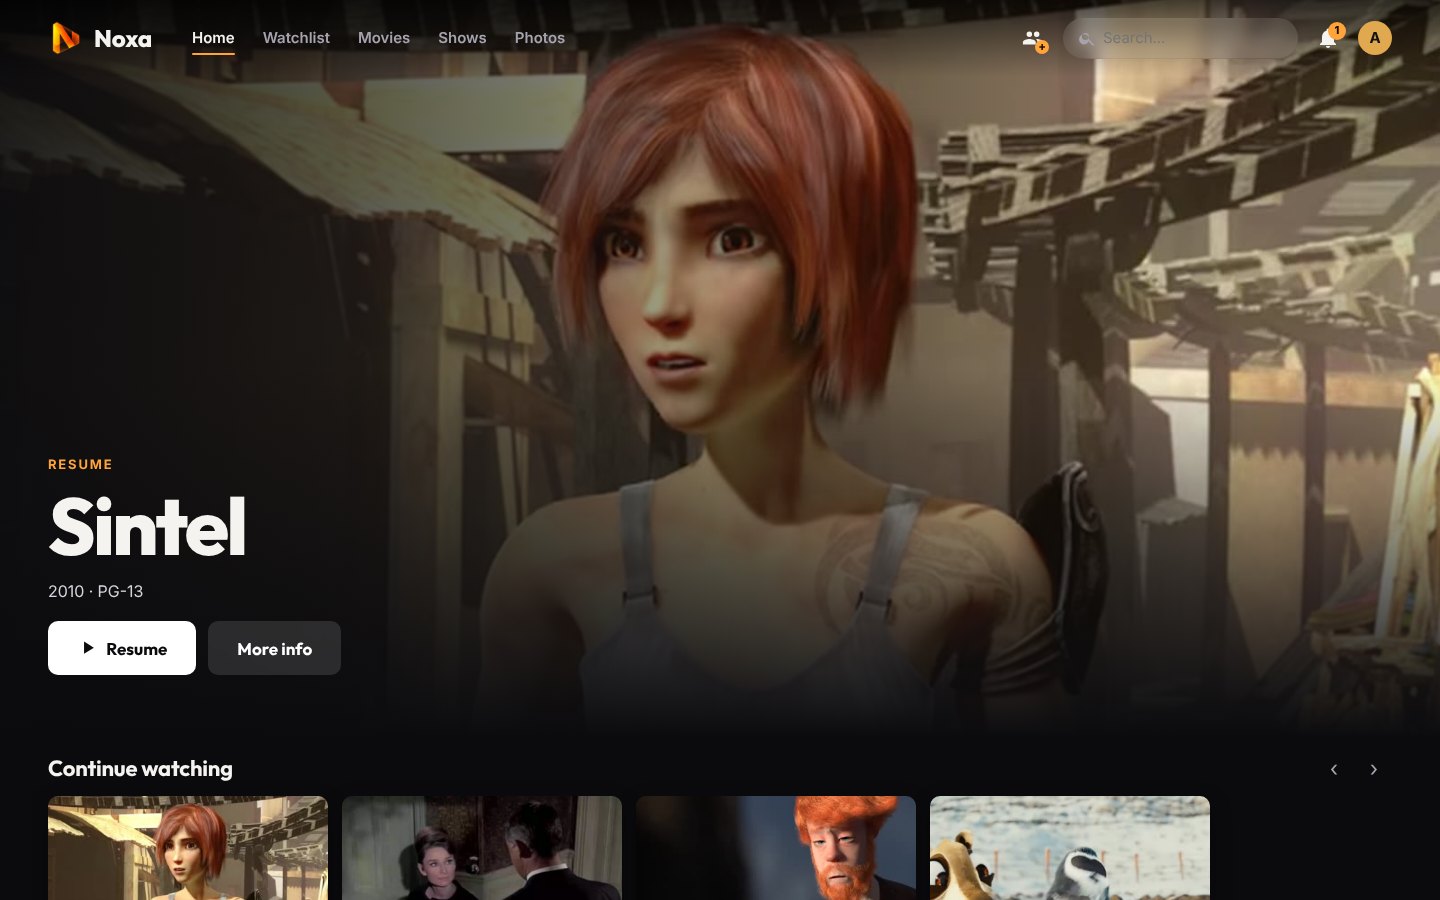 Noxa
Home Watchlist Movies Shows Photos
Search...
1
A
RESUME
Sintel
2010 · PG-13
Resume More info
Continue watching